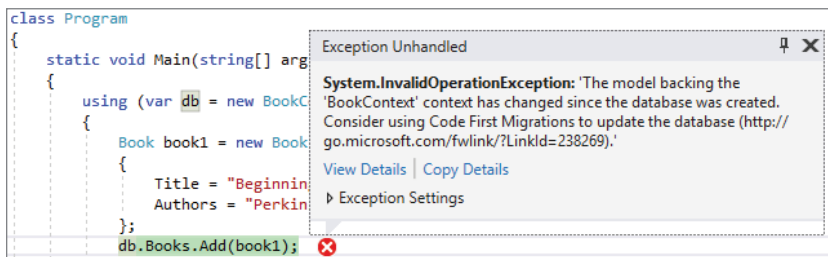 class Program
{
static void Main(string[] arg
{
using (var db = new BookC
{
Book book1 = new Book
{
Title = "Beginnin
Authors = "Perkin
};
db.Books.Add(book1);
Exception Unhandled
System.InvalidOperationException: 'The model backing the
'BookContext' context has changed since the database was created.
Consider using Code First Migrations to update the database (http://
go.microsoft.com/fwlink/?LinkId=238269).'
View Details | Copy Details
Exception Settings